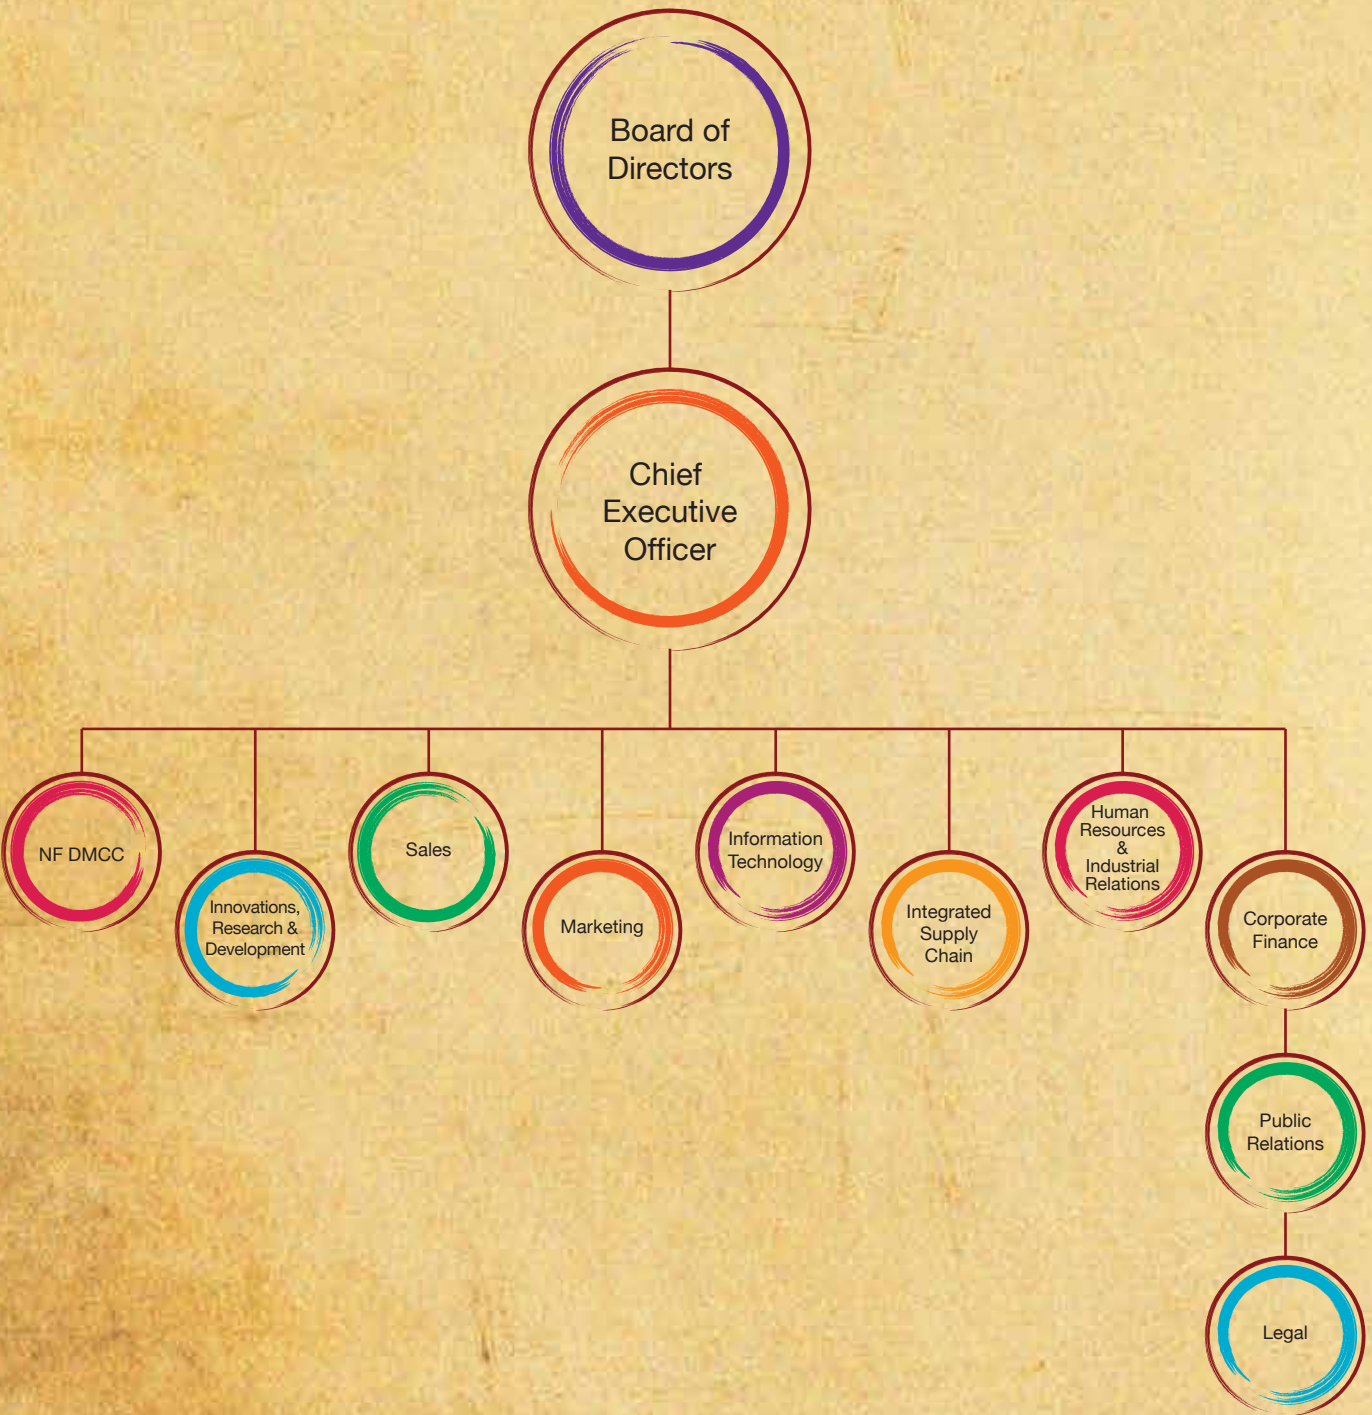 Board of
Directors
Chief
Executive
Officer
NF DMCC
Innovations,
Research &
Development
Sales
Marketing
Information
Technology
Integrated
Supply
Chain
Human
Resources
&
Industrial
Relations
Corporate
Finance
Public
Relations
Legal